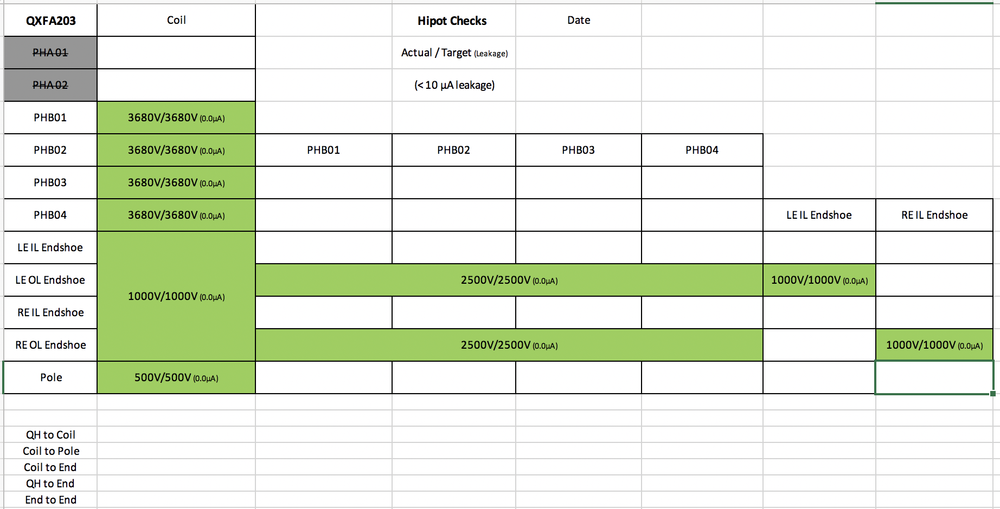 QXFA203 Coil Hipot Checks Date
PHA01 Actual / Target (Leakage)
PHA02 (< 10 µA leakage)
PHB01 3680V/3680V (0.0µA)
PHB02 3680V/3680V (0.0µA) PHB01 PHB02 PHB03 PHB04
PHB03 3680V/3680V (0.0µA)
PHB04 3680V/3680V (0.0µA) LE IL Endshoe RE IL Endshoe
LE IL Endshoe
LE OL Endshoe 2500V/2500V (0.0µA) 1000V/1000V (0.0µA)
1000V/1000V (0.0µA)
RE IL Endshoe
RE OL Endshoe 2500V/2500V (0.0µA) 1000V/1000V (0.0µA)
Pole 500V/500V (0.0µA)
QH to Coil
Coil to Pole
Coil to End
QH to End
End to End